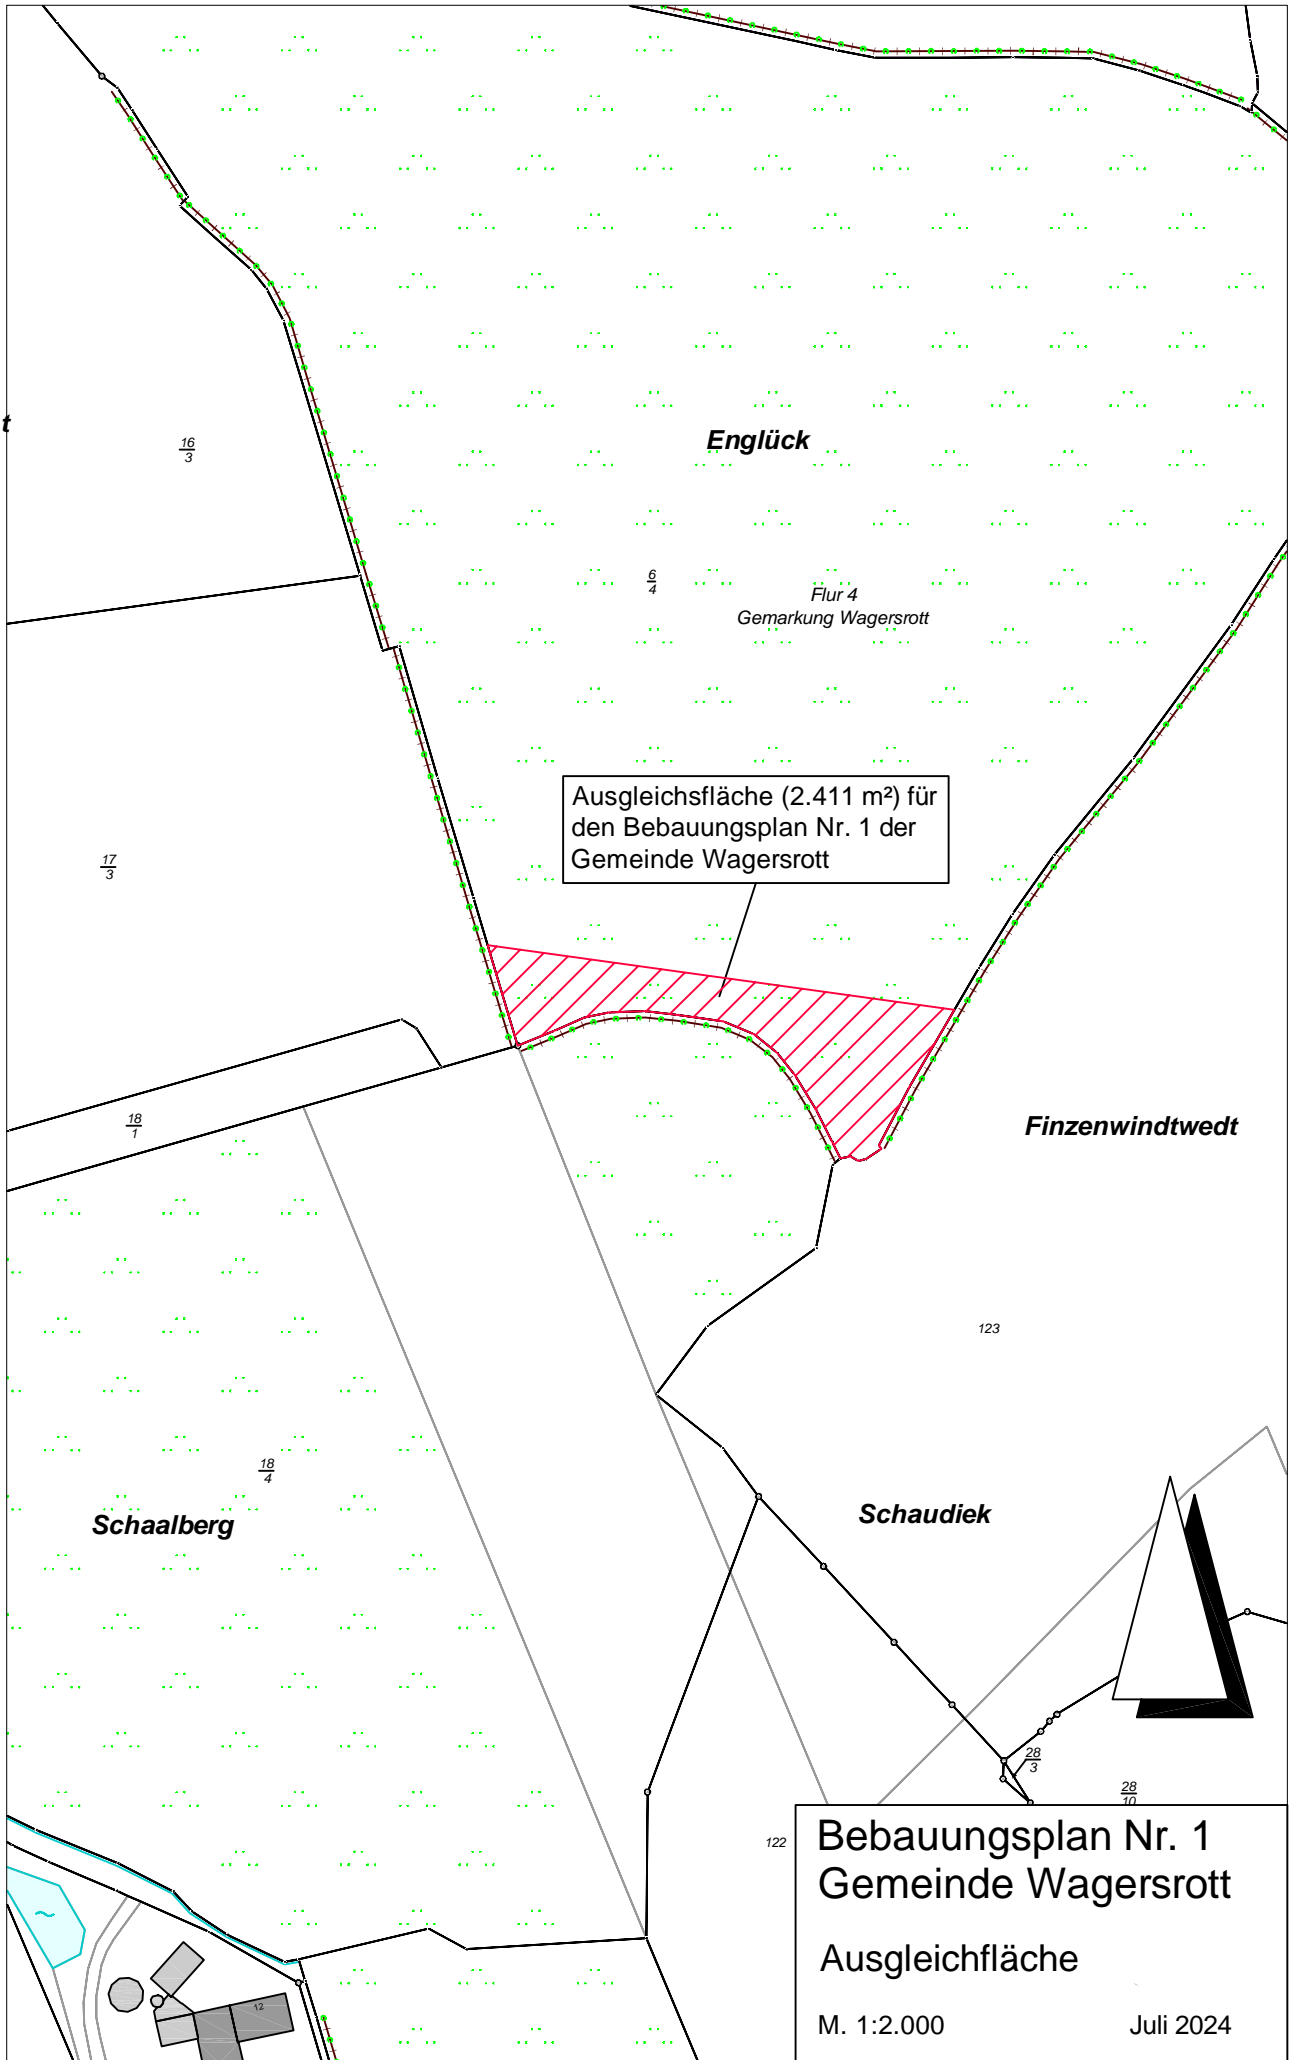 t
16
3
Englück
6
4
Flur 4
Gemarkung Wagersrott
Ausgleichsfläche (2.411 m²) für
den Bebauungsplan Nr. 1 der
Gemeinde Wagersrott
17
3
18
1
Finzenwindtwedt
123
18
4
Schaalberg
Schaudiek
28
3
28
10
122
12
Bebauungsplan Nr. 1
Gemeinde Wagersrott
Ausgleichfläche
M. 1:2.000 Juli 2024